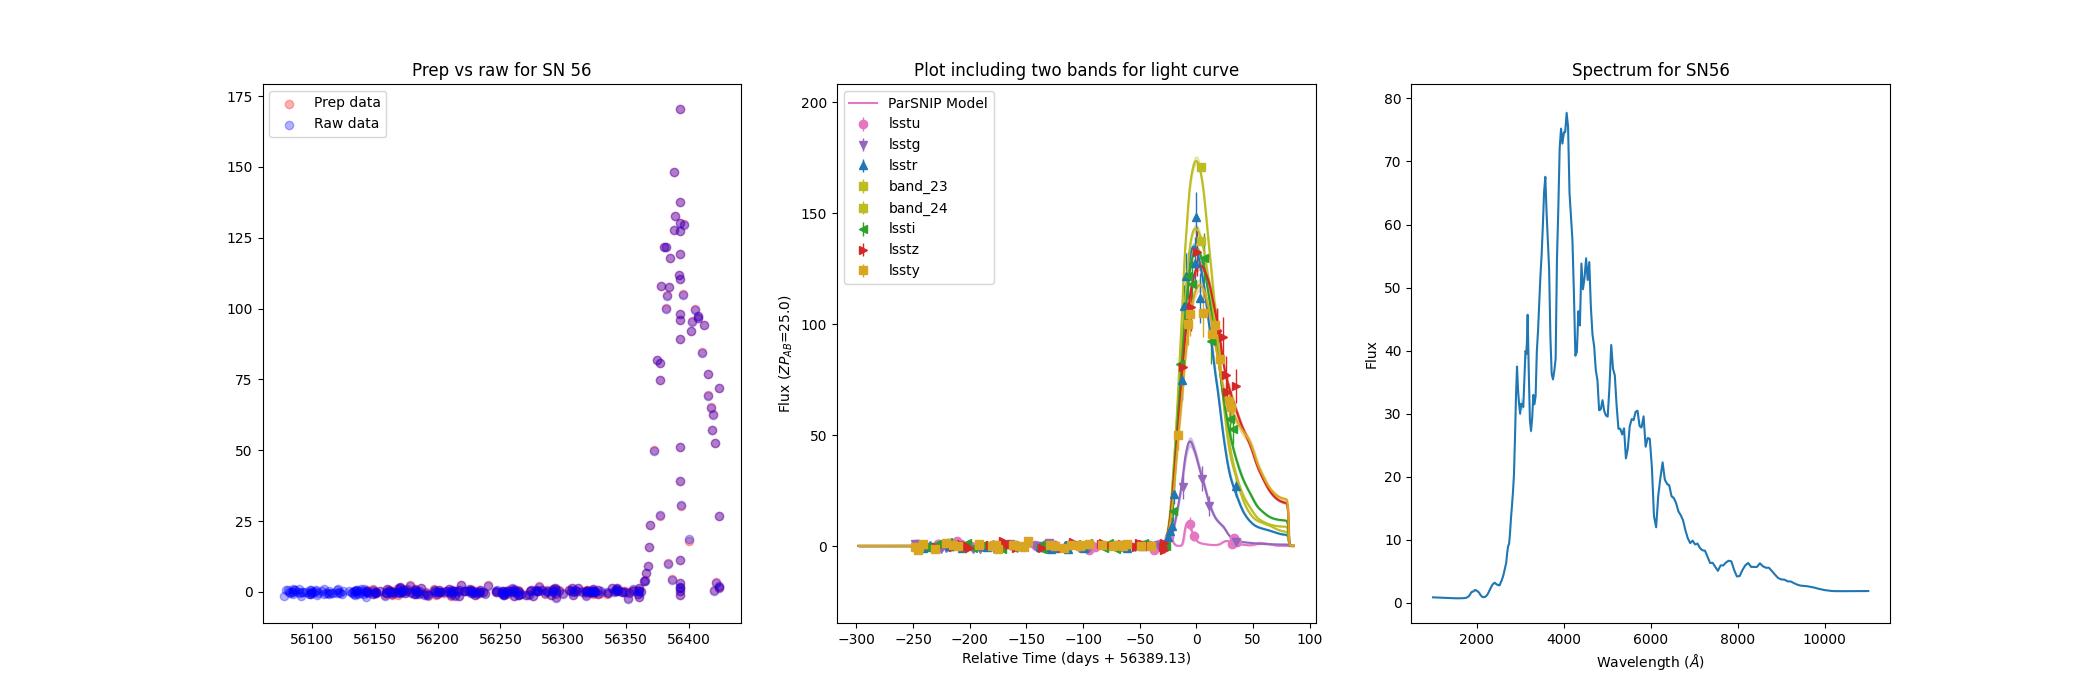 Prep vs raw for SN 56
Prep data
Raw data
175
150
125
100
75
50
25
0
56100 56150 56200 56250 56300 56350 56400
Plot including two bands for light curve
ParSNIP Model
lsstu
lsstg
lsstr
band_23
band_24
lssti
lsstz
lssty
Flux (ZP_AB=25.0)
200
150
100
50
0
−300 −250 −200 −150 −100 −50 0 50 100
Relative Time (days + 56389.13)
Spectrum for SN56
Flux
80
70
60
50
40
30
20
10
0
2000 4000 6000 8000 10000
Wavelength (Å)